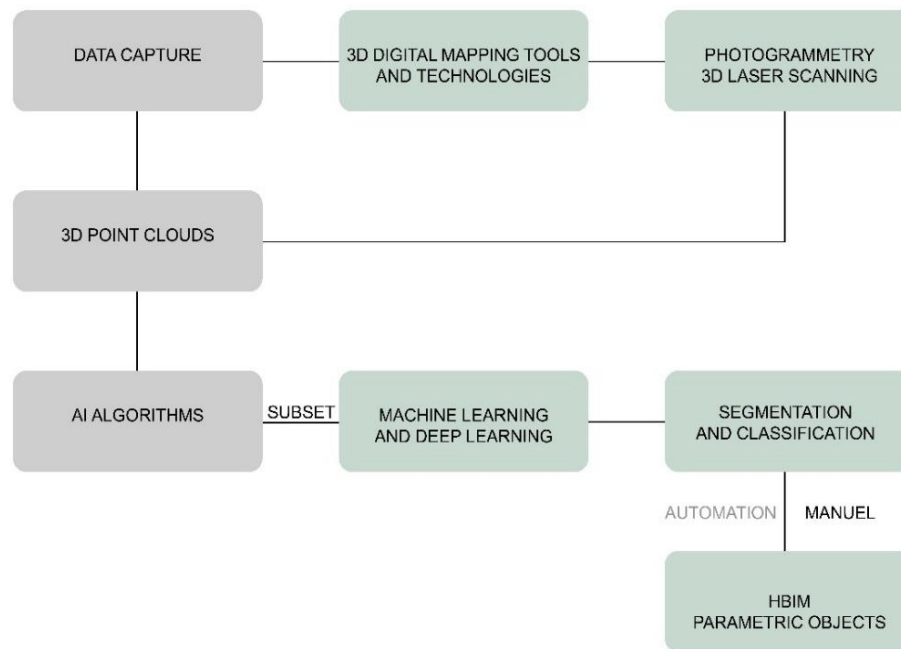 DATA CAPTURE
3D DIGITAL MAPPING TOOLS
AND TECHNOLOGIES
PHOTOGRAMMETRY
3D LASER SCANNING
3D POINT CLOUDS
AI ALGORITHMS
SUBSET
MACHINE LEARNING
AND DEEP LEARNING
SEGMENTATION
AND CLASSIFICATION
AUTOMATION
MANUEL
HBIM
PARAMETRIC OBJECTS